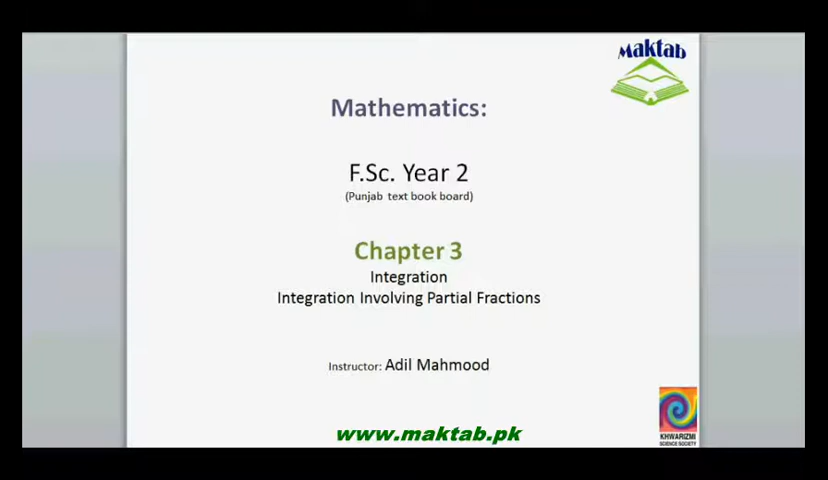 maktab
Mathematics:
F.Sc. Year 2
(Punjab text book board)
Chapter 3
Integration
Integration Involving Partial Fractions
Instructor: Adil Mahmood
KHWARIZMI
SCIENCE SOCIETY
www.maktab.pk